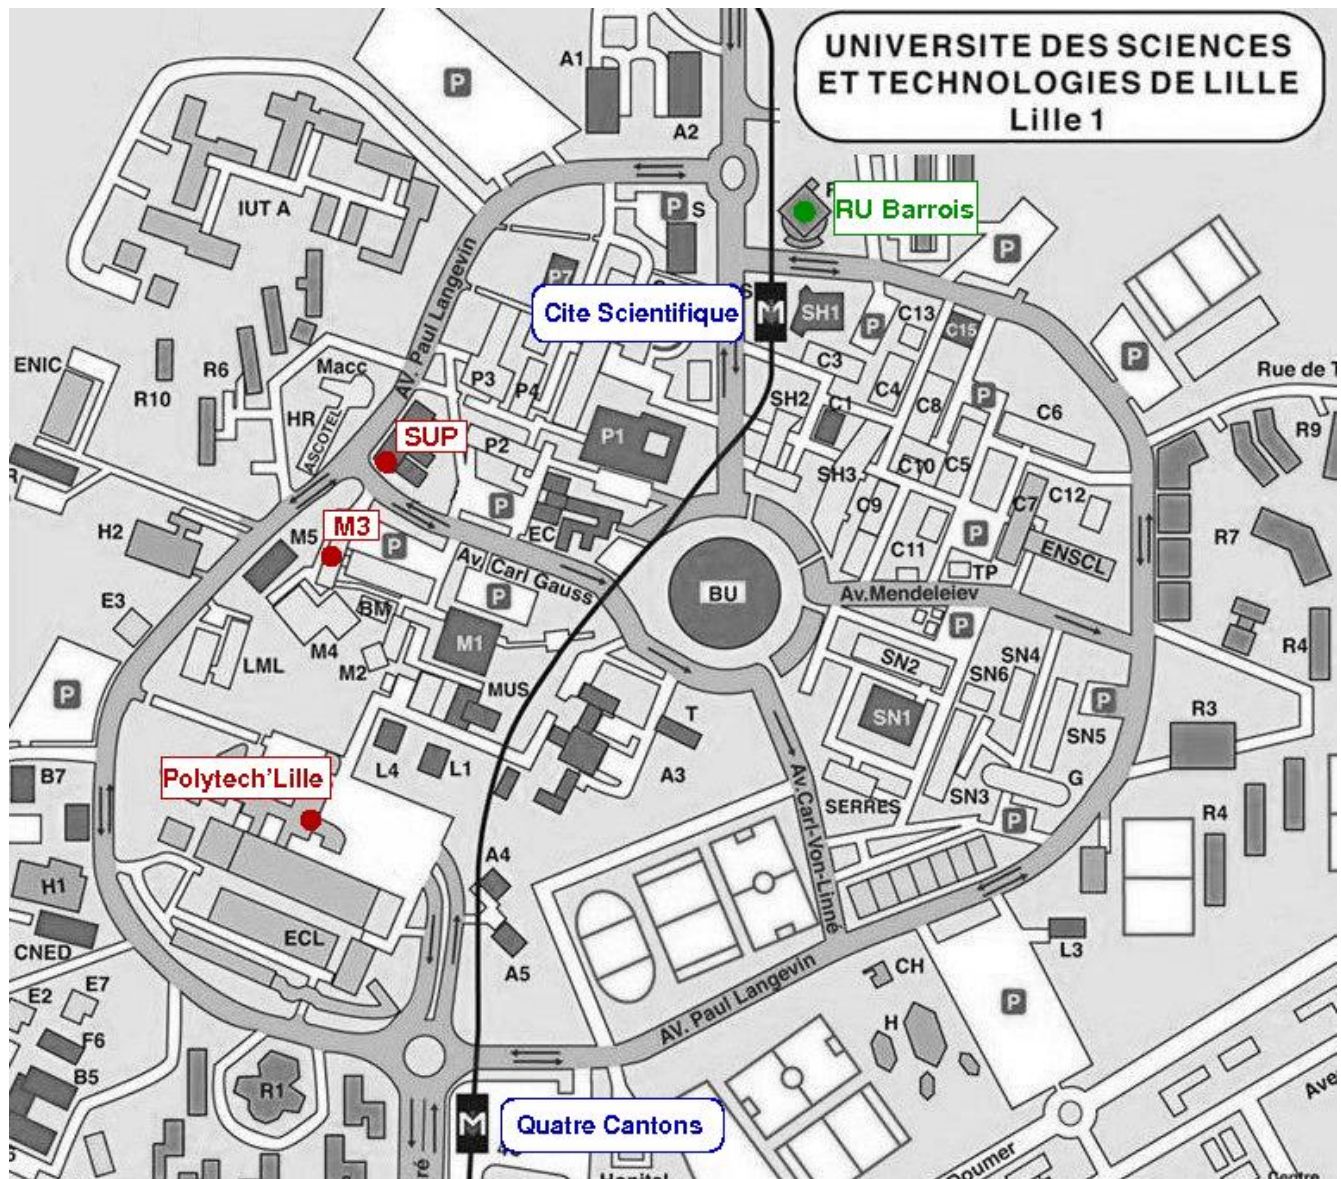 UNIVERSITE DES SCIENCES
ET TECHNOLOGIES DE LILLE
Lille 1
A1
P
A2
RU Barrois
P
S
IUT A
P
AV. Paul Langevin
P7
Cite Scientifique
M
SH1
P
C13
C15
P
Rue de T
ENIC
R10
R6
Macc
HR
ASCOTEL
P3
P4
C3
SH2
C1
C4
C8
P
C6
R9
SUP
P2
P1
SH3
C10
C5
C9
C7
C12
H2
M5
M3
P
P
EC
Av. Carl Gauss
P
C11
P
TP
ENSCL
R7
E3
BM
BU
Av.Mendeleiev
P
LML
M4
M2
M1
MUS
SN2
SN6
SN4
R4
P
T
SN1
P
R3
SN5
Polytech'Lille
L4
L1
A3
Av.Carl-Von-Linné
SERRES
SN3
G
P
B7
R4
H1
A4
ECL
CNED
A5
L3
E2
E7
F6
B5
R1
AV. Paul Langevin
CH
H
P
M
Quatre Cantons
Doumer
Ave
ré
Hopital
Centre